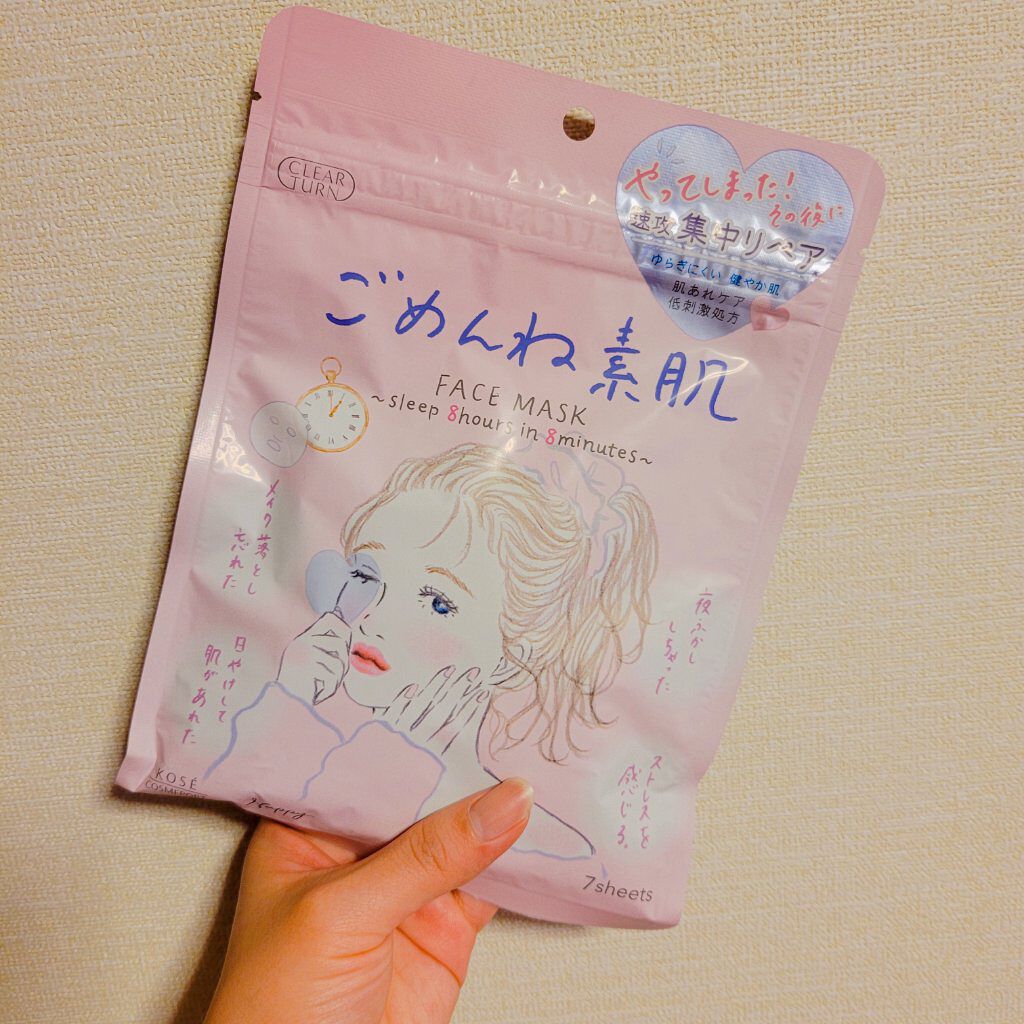 CLEAR
TURN
やってしまった!
その後に
速攻集中リペア
ゆらぎにくい 健やか肌
肌あれケア
低刺激処方
ごめんね素肌
FACE MASK
~sleep 8hours in 8minutes~
メイク落とし
忘れた
夜ふかし
しちゃった
日やけして
肌があれた
ストレスを
感じる。
KOSÉ
COSMEPORT
7sheets